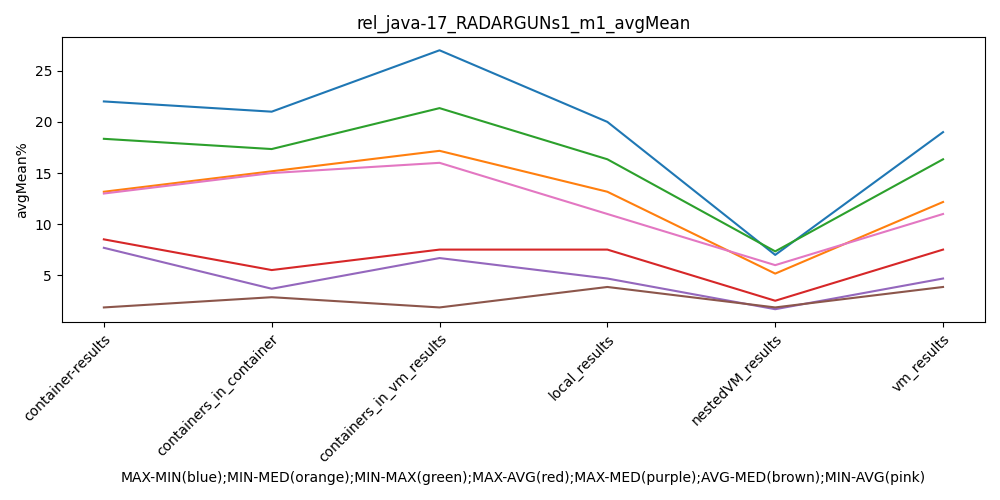 rel_java-17_RADARGUNs1_m1_avgMean
avgMean%
25
20
15
10
5
container-results
containers_in_container
containers_in_vm_results
local_results
nestedVM_results
vm_results
MAX-MIN(blue);MIN-MED(orange);MIN-MAX(green);MAX-AVG(red);MAX-MED(purple);AVG-MED(brown);MIN-AVG(pink)